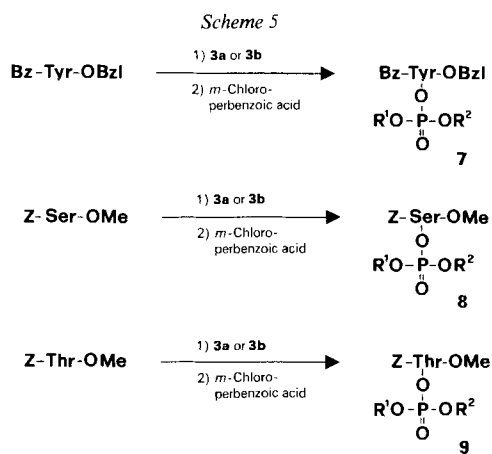 Scheme 5
Bz-Tyr-OBzl
1) 3a or 3b
2) m-Chloro-
perbenzoic acid
Bz-Tyr-OBzl
O
R¹O-P-OR²
O
7
Z-Ser-OMe
1) 3a or 3b
2) m-Chloro-
perbenzoic acid
Z-Ser-OMe
O
R¹O-P-OR²
O
8
Z-Thr-OMe
1) 3a or 3b
2) m-Chloro-
perbenzoic acid
Z-Thr-OMe
O
R¹O-P-OR²
O
9